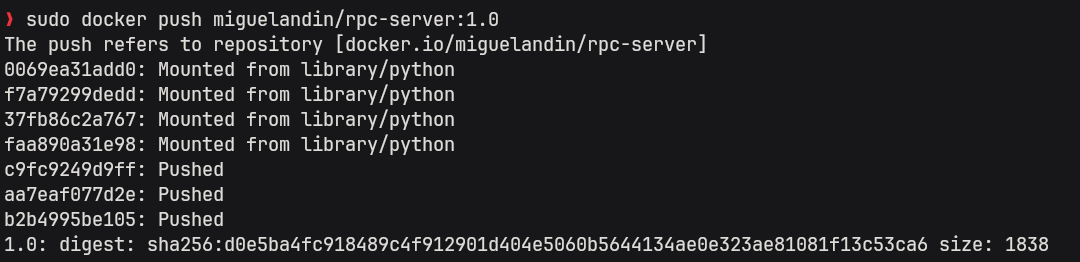 ❯ sudo docker push miguelandin/rpc-server:1.0
The push refers to repository [docker.io/miguelandin/rpc-server]
0069ea31add0: Mounted from library/python
f7a79299dedd: Mounted from library/python
37fb86c2a767: Mounted from library/python
faa890a31e98: Mounted from library/python
c9fc9249d9ff: Pushed
aa7eaf077d2e: Pushed
b2b4995be105: Pushed
1.0: digest: sha256:d0e5ba4fc918489c4f912901d404e5060b5644134ae0e323ae81081f13c53ca6 size: 1838